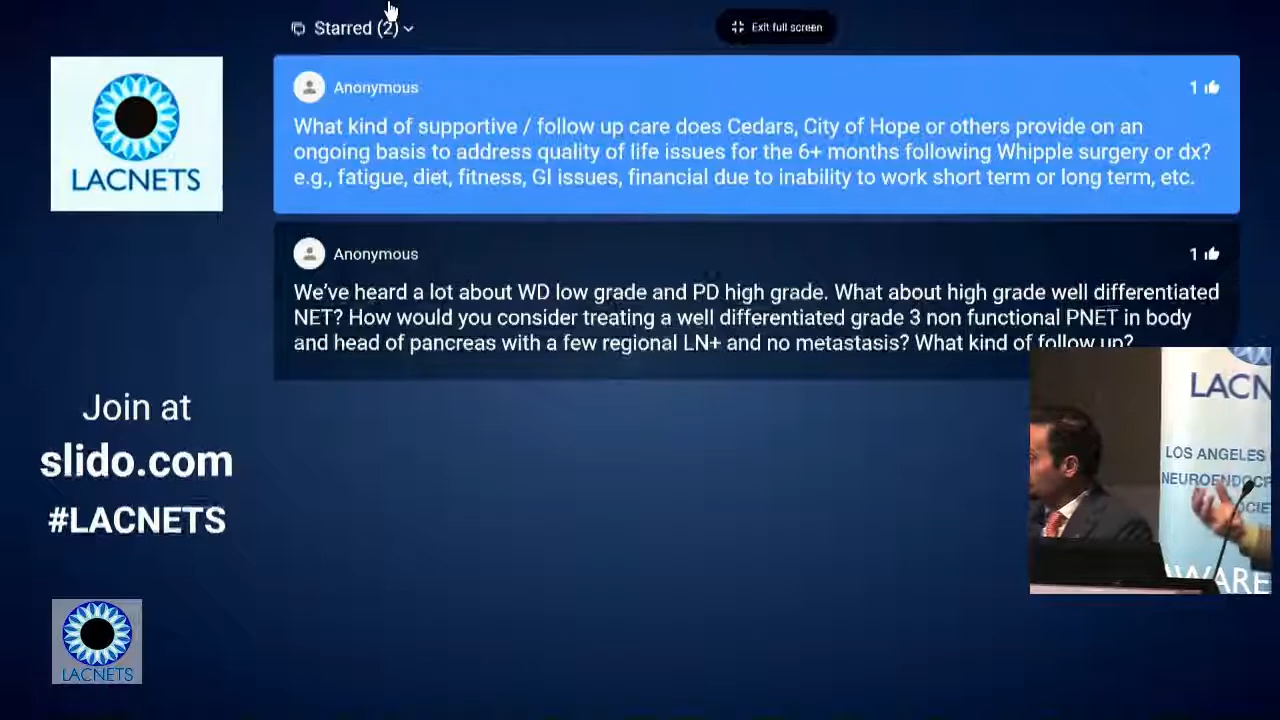 Starred (2)
Exit full screen
LACNETS
Anonymous
1
What kind of supportive / follow up care does Cedars, City of Hope or others provide on an
ongoing basis to address quality of life issues for the 6+ months following Whipple surgery or dx?
e.g., fatigue, diet, fitness, GI issues, financial due to inability to work short term or long term, etc.
Anonymous
1
We've heard a lot about WD low grade and PD high grade. What about high grade well differentiated
NET? How would you consider treating a well differentiated grade 3 non functional PNET in body
and head of pancreas with a few regional LN+ and no metastasis? What kind of follow up?
Join at
slido.com
#LACNETS
LACN
LOS ANGELES
NEUROENDOCR
OCIE
WARE
LACNETS